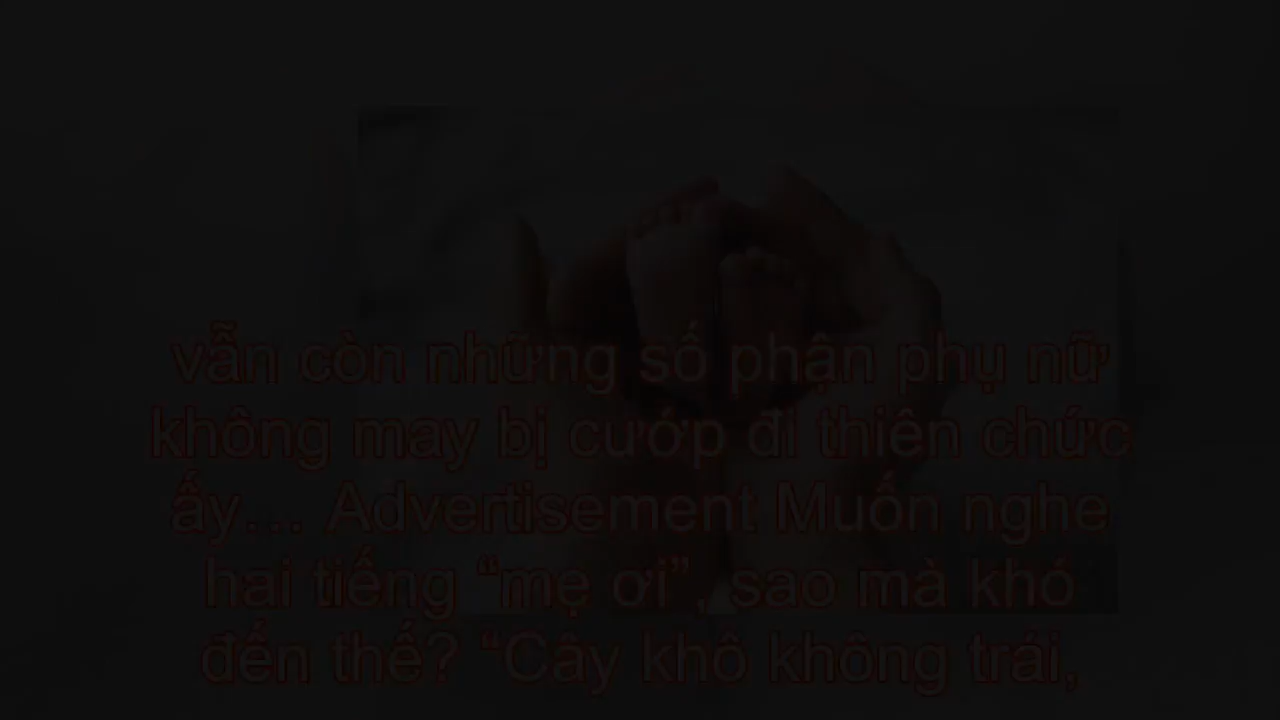 vẫn còn những số phận phụ nữ
không may bị cướp đi thiên chức
ấy… Advertisement Muốn nghe
hai tiếng “mẹ ơi”, sao mà khó
đến thế? “Cây khô không trái,